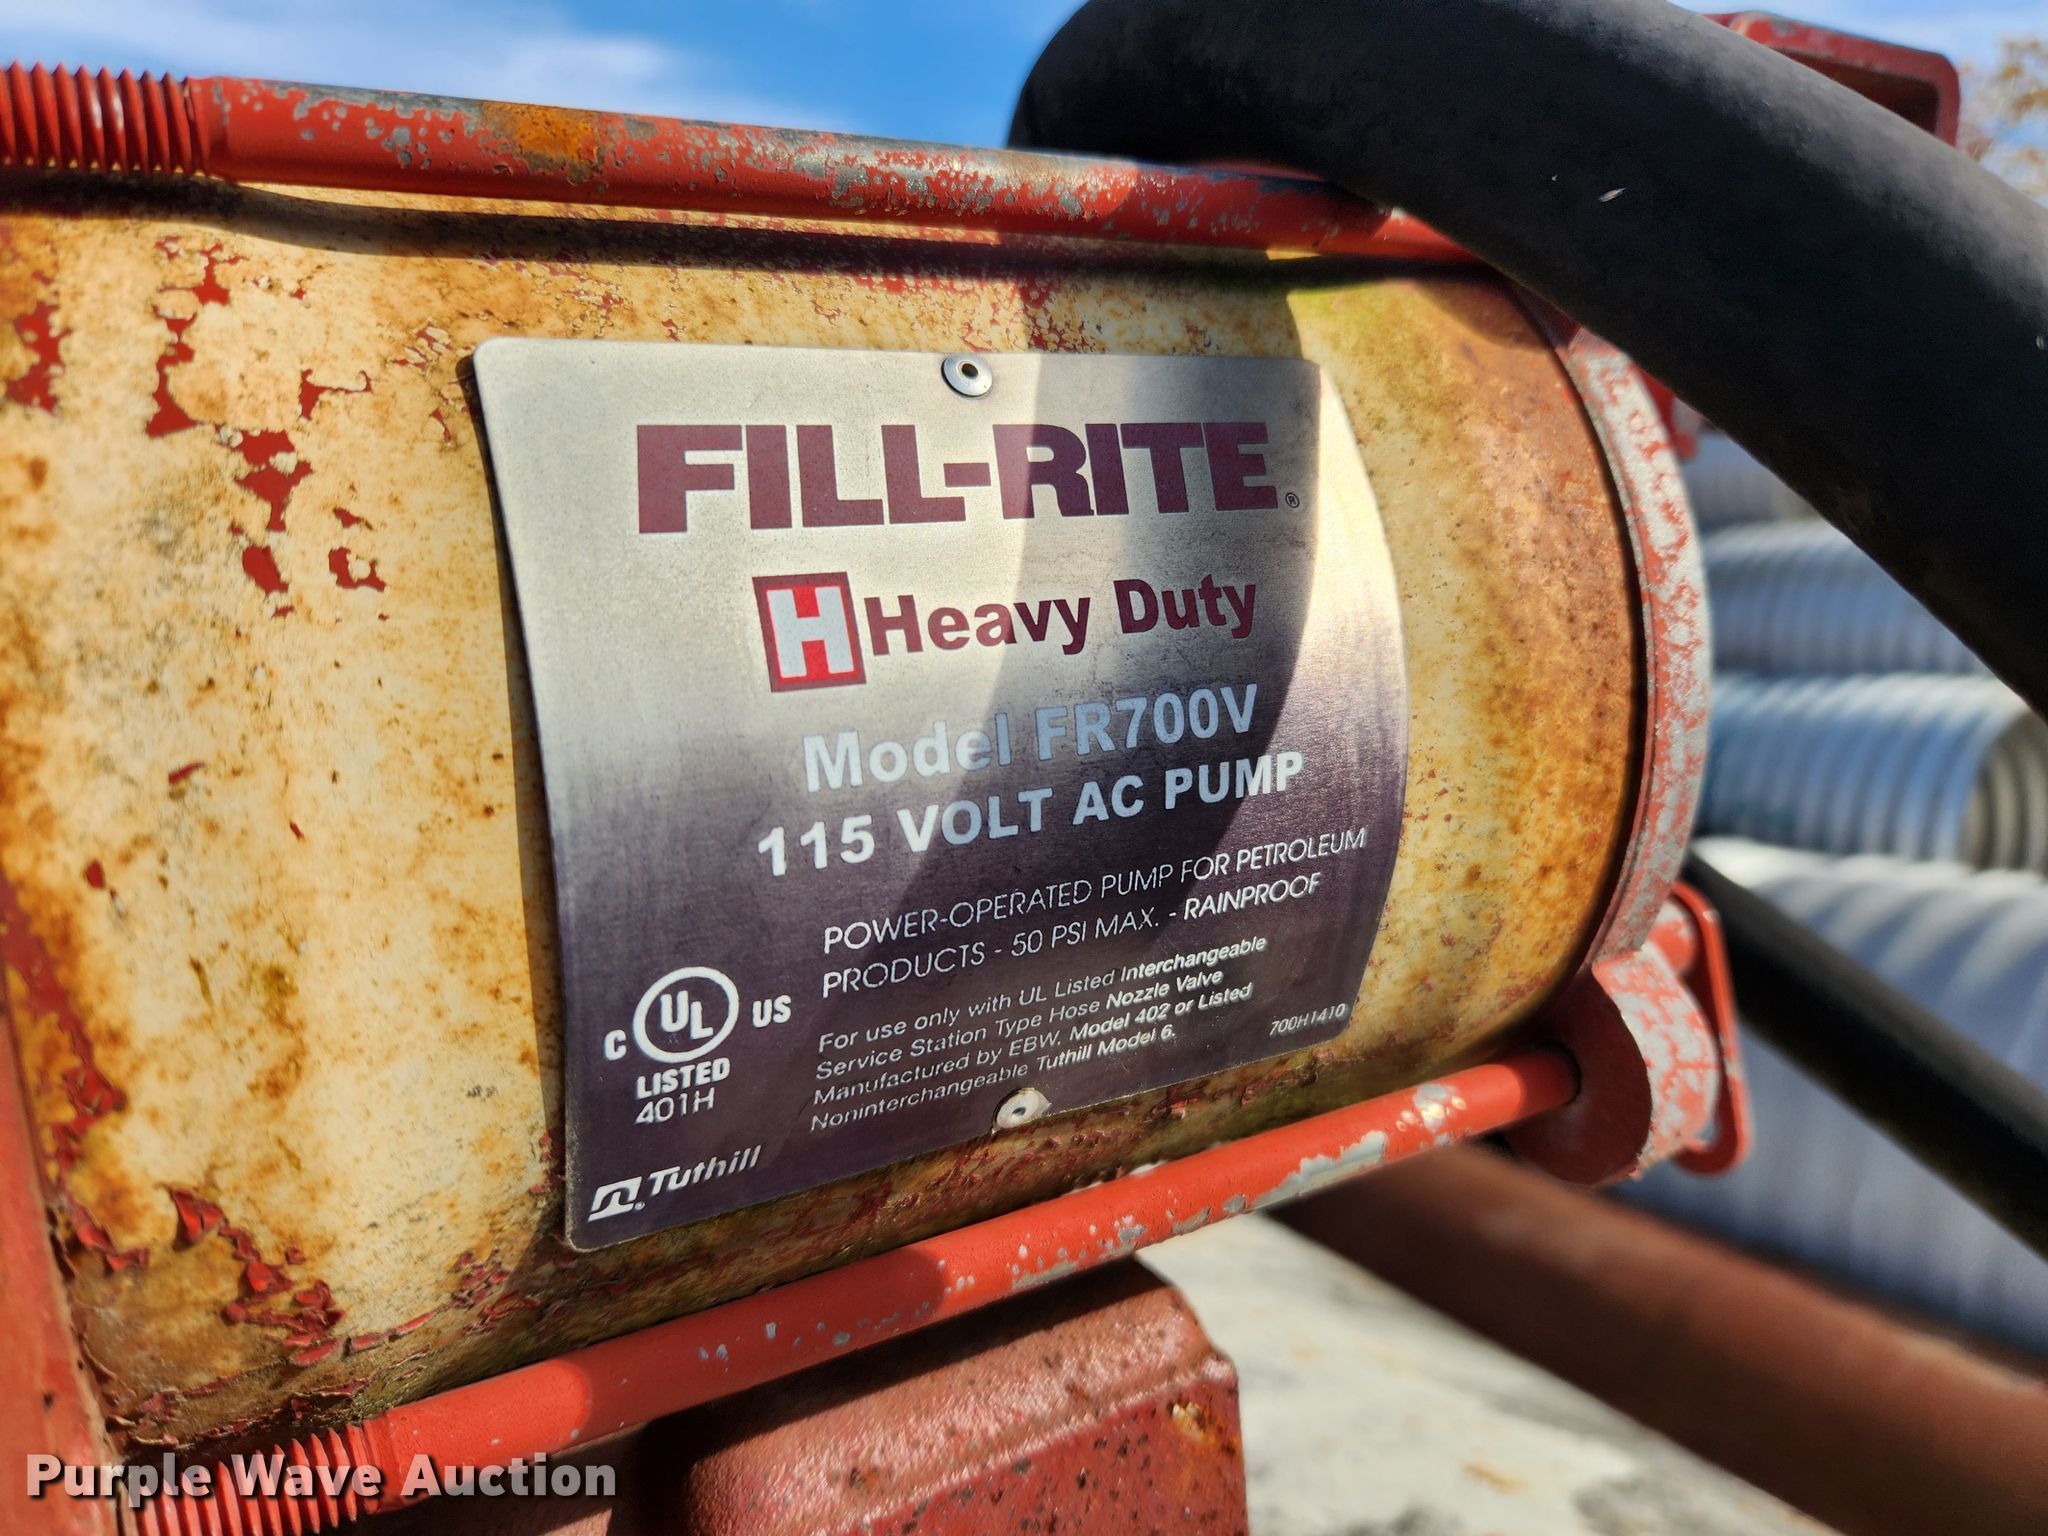 FILL-RITE®
H Heavy Duty
Model FR700V
115 VOLT AC PUMP
POWER-OPERATED PUMP FOR PETROLEUM
PRODUCTS - 50 PSI MAX. - RAINPROOF
For use only with UL Listed Interchangeable
Service Station Type Hose Nozzle Valve
Manufactured by EBW. Model 402 or Listed
Noninterchangeable Tuthill Model 6.
700H1410
C UL US
LISTED
401H
Tuthill®
Purple Wave Auction